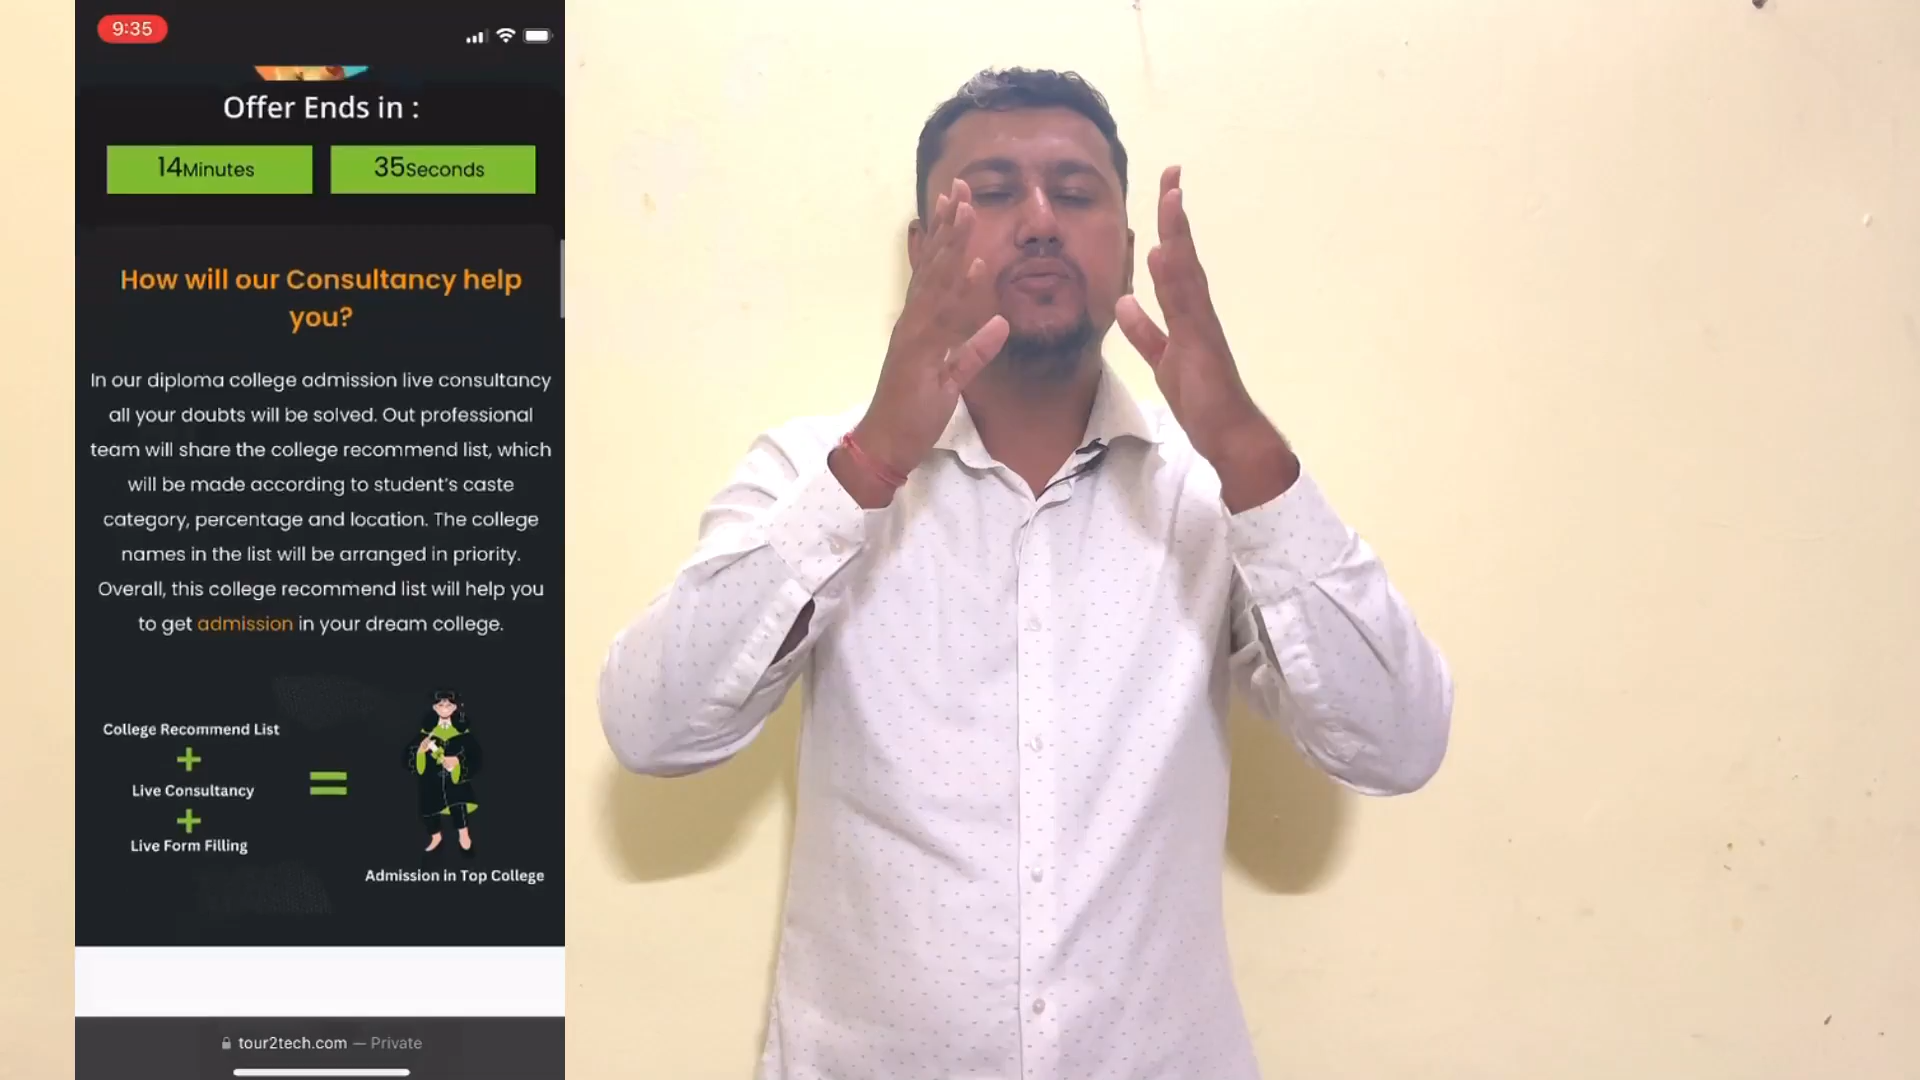 9:35
Offer Ends in :
14Minutes 35Seconds
How will our Consultancy help
you?
In our diploma college admission live consultancy
all your doubts will be solved. Out professional
team will share the college recommend list, which
will be made according to student's caste
category, percentage and location. The college
names in the list will be arranged in priority.
Overall, this college recommend list will help you
to get admission in your dream college.
College Recommend List
+
Live Consultancy
+
Live Form Filling
=
Admission in Top College
tour2tech.com — Private